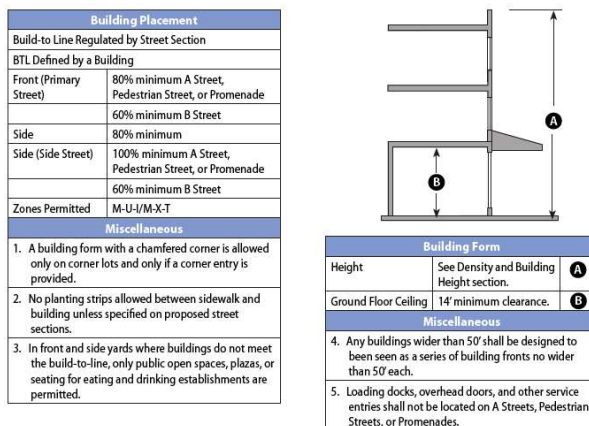 Building Placement
Build-to Line Regulated by Street Section
BTL Defined by a Building
Front (Primary
Street)
80% minimum A Street,
Pedestrian Street, or Promenade
60% minimum B Street
Side
80% minimum
Side (Side Street)
100% minimum A Street,
Pedestrian Street, or Promenade
60% minimum B Street
Zones Permitted
M-U-I/M-X-T
Miscellaneous
1. A building form with a chamfered corner is allowed
only on corner lots and only if a corner entry is
provided.
2. No planting strips allowed between sidewalk and
building unless specified on proposed street
sections.
3. In front and side yards where buildings do not meet
the build-to-line, only public open spaces, plazas, or
seating for eating and drinking establishments are
permitted.
A
B
Building Form
Height
See Density and Building
Height section.
A
Ground Floor Ceiling
14' minimum clearance.
B
Miscellaneous
4. Any buildings wider than 50' shall be designed to
been seen as a series of building fronts no wider
than 50' each.
5. Loading docks, overhead doors, and other service
entries shall not be located on A Streets, Pedestrian
Streets, or Promenades.